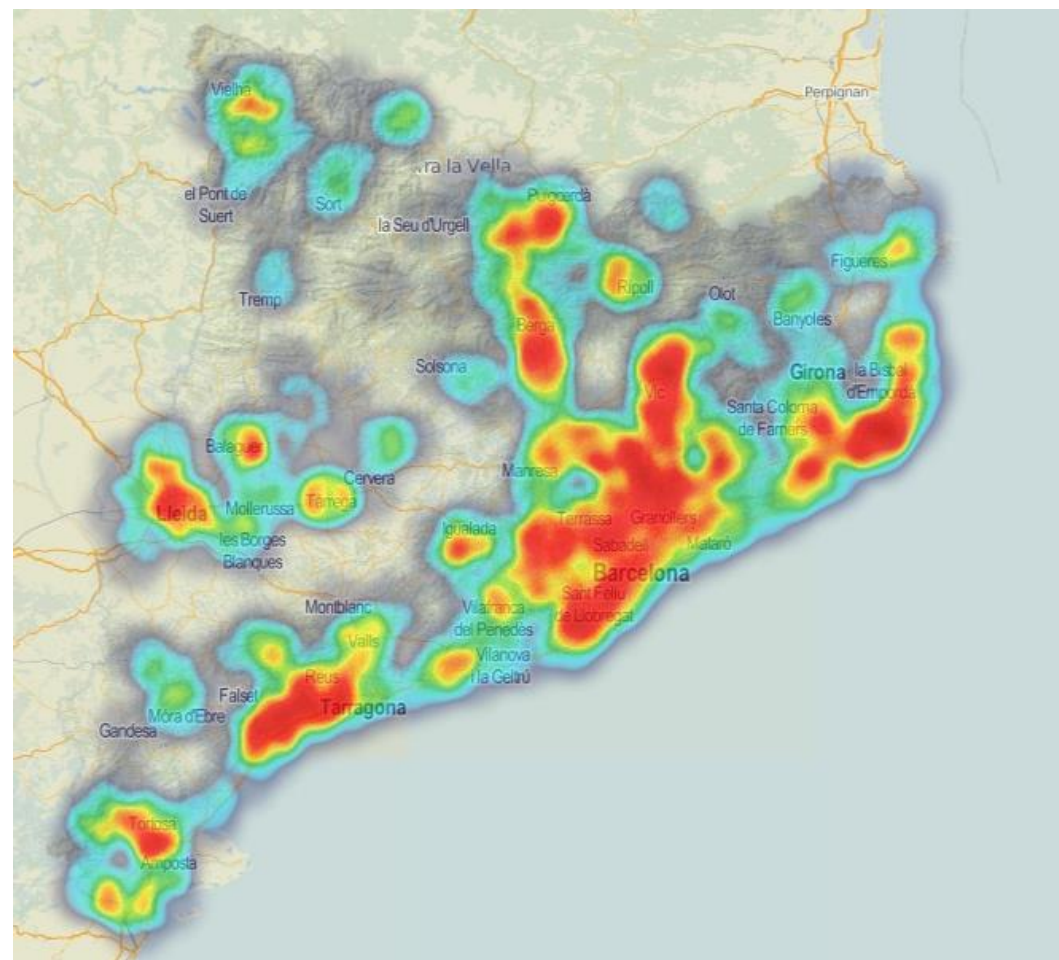 Vielha
Perpignan
ra la Vella
el Pont de
Suert
Sort
Puigcerdà
la Seu d'Urgell
Figueres
Tremp
Ripoll
Olot
Banyoles
Berga
Solsona
Girona
la Bisbal
d'Empordà
Vic
Santa Coloma
de Farners
Balaguer
Manresa
Cervera
Lleida
Mollerussa
Tàrrega
les Borges
Blanques
Igualada
Terrassa
Granollers
Sabadell
Mataró
Barcelona
Sant Feliu
de Llobregat
Montblanc
Vilafranca
del Penedès
Valls
Vilanova
i la Geltrú
Reus
Falset
Tarragona
Móra d'Ebre
Gandesa
Tortosa
Amposta